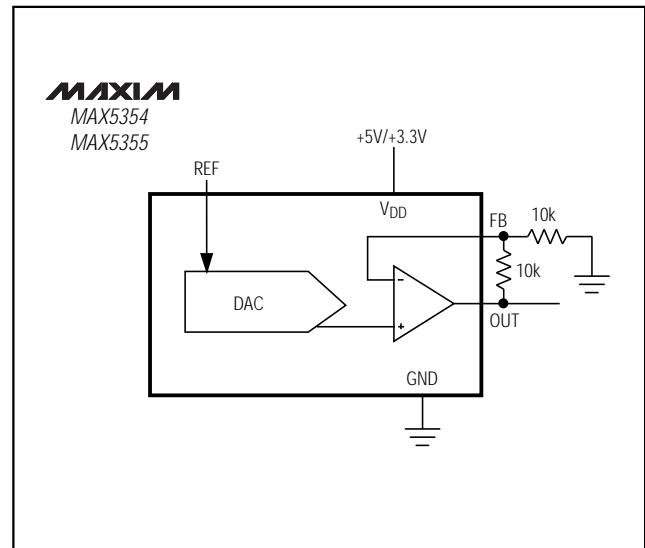 MAXIM
MAX5354
MAX5355
+5V/+3.3V
REF
VDD
FB
10k
10k
DAC
-
+
OUT
GND